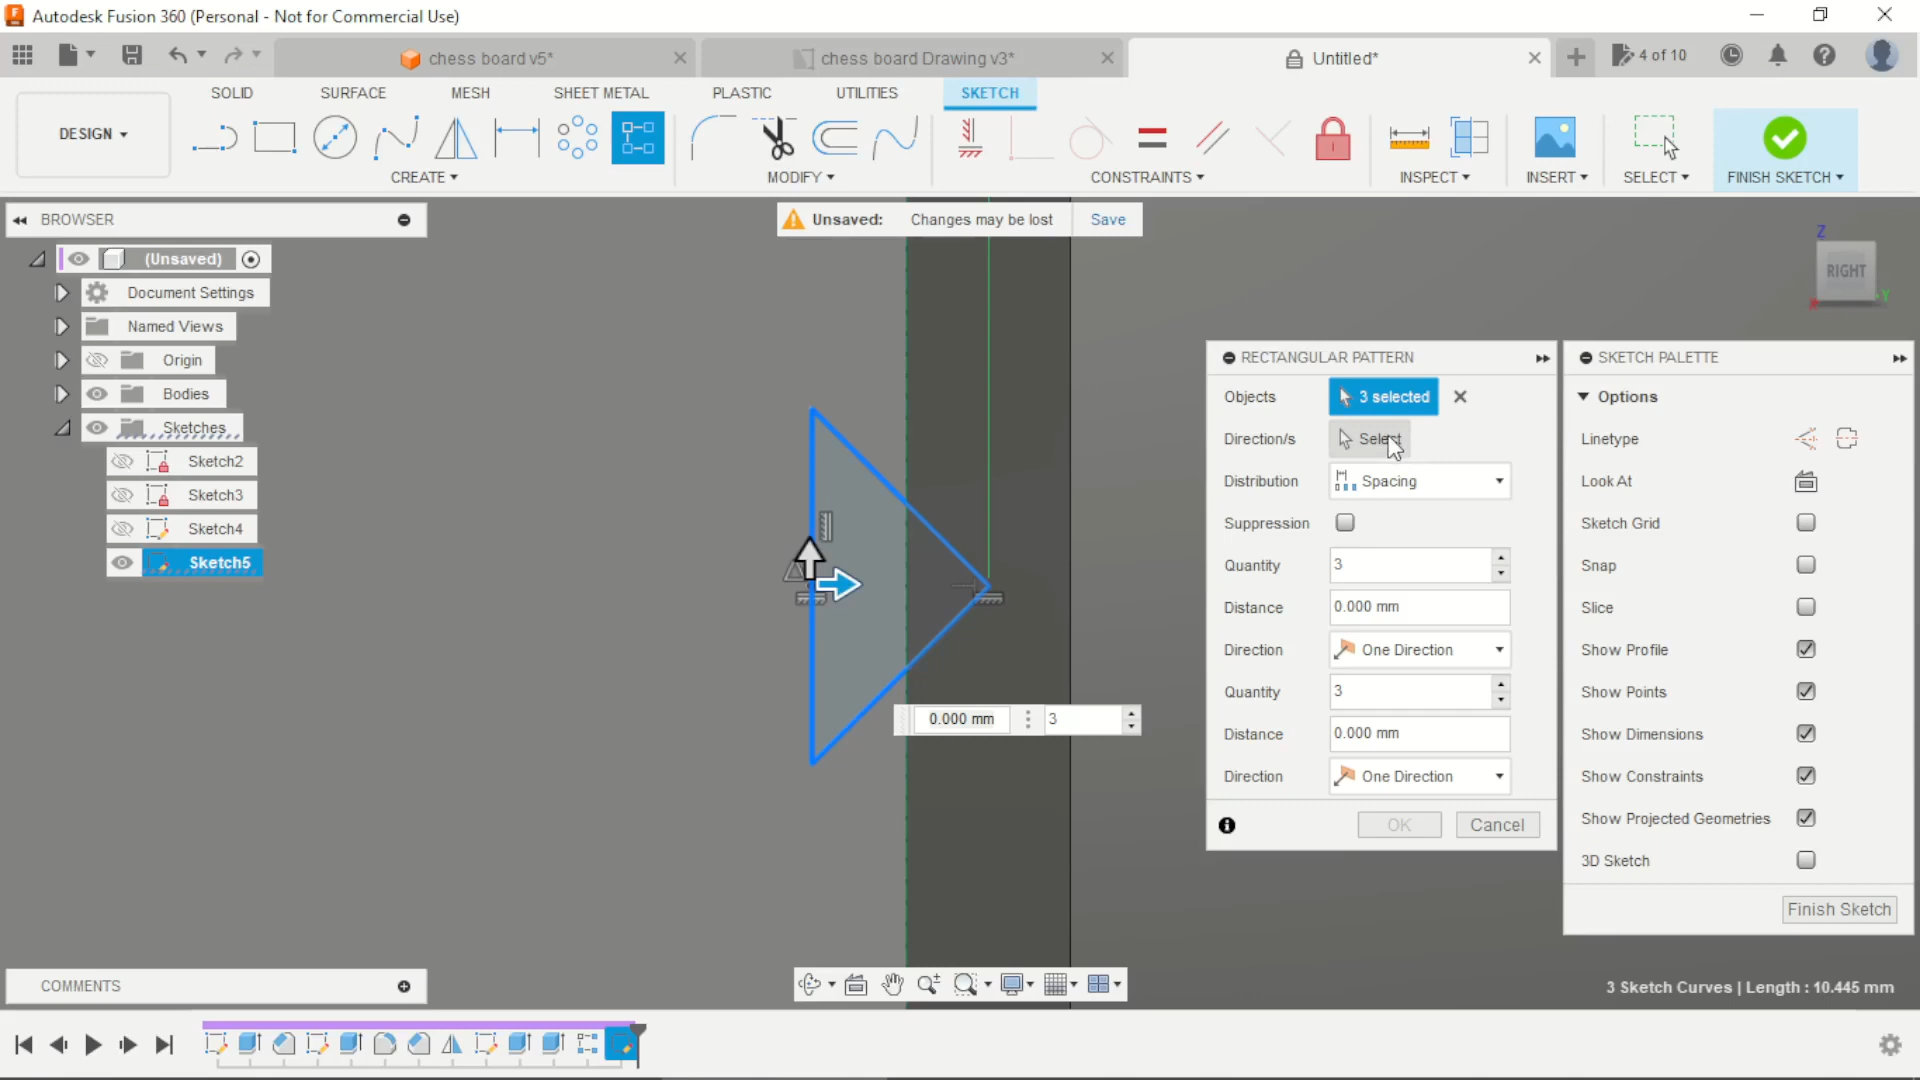 Autodesk Fusion 360 (Personal - Not for Commercial Use)
chess board v5*
chess board Drawing v3*
Untitled*
4 of 10
SOLID
SURFACE
MESH
SHEET METAL
PLASTIC
UTILITIES
SKETCH
DESIGN
CREATE
MODIFY
CONSTRAINTS
INSPECT
INSERT
SELECT
FINISH SKETCH
BROWSER
Unsaved: Changes may be lost Save
(Unsaved)
Document Settings
Named Views
Origin
Bodies
Sketches
Sketch2
Sketch3
Sketch4
Sketch5
Z
RIGHT
X
Y
RECTANGULAR PATTERN
Objects 3 selected
Direction/s Select
Distribution Spacing
Suppression
Quantity 3
Distance 0.000 mm
Direction One Direction
Quantity 3
Distance 0.000 mm
Direction One Direction
OK Cancel
0.000 mm 3
SKETCH PALETTE
Options
Linetype
Look At
Sketch Grid
Snap
Slice
Show Profile
Show Points
Show Dimensions
Show Constraints
Show Projected Geometries
3D Sketch
Finish Sketch
COMMENTS
3 Sketch Curves | Length : 10.445 mm